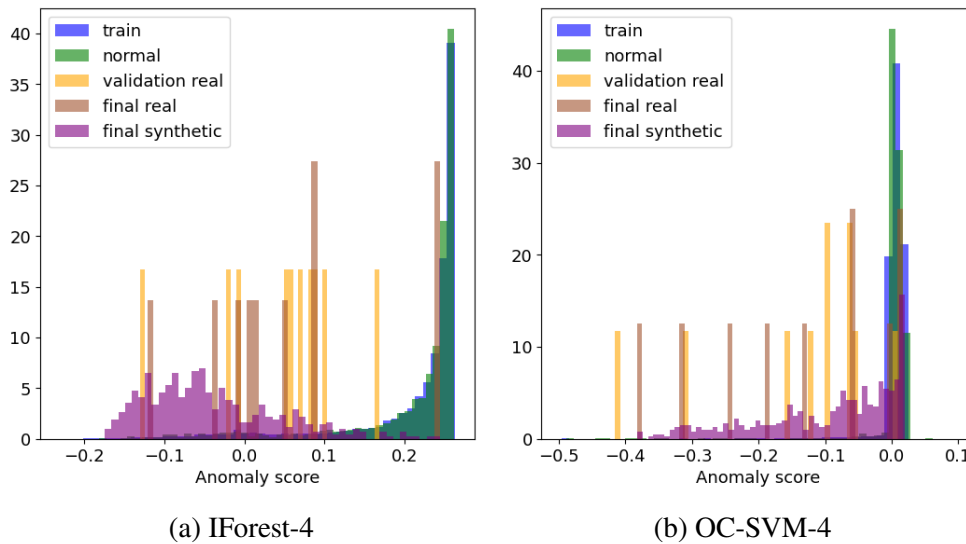 train
normal
validation real
final real
final synthetic
40
35
30
25
20
15
10
5
0
−0.2 −0.1 0.0 0.1 0.2
Anomaly score
(a) IForest-4
train
normal
validation real
final real
final synthetic
40
30
20
10
0
−0.5 −0.4 −0.3 −0.2 −0.1 0.0 0.1
Anomaly score
(b) OC-SVM-4